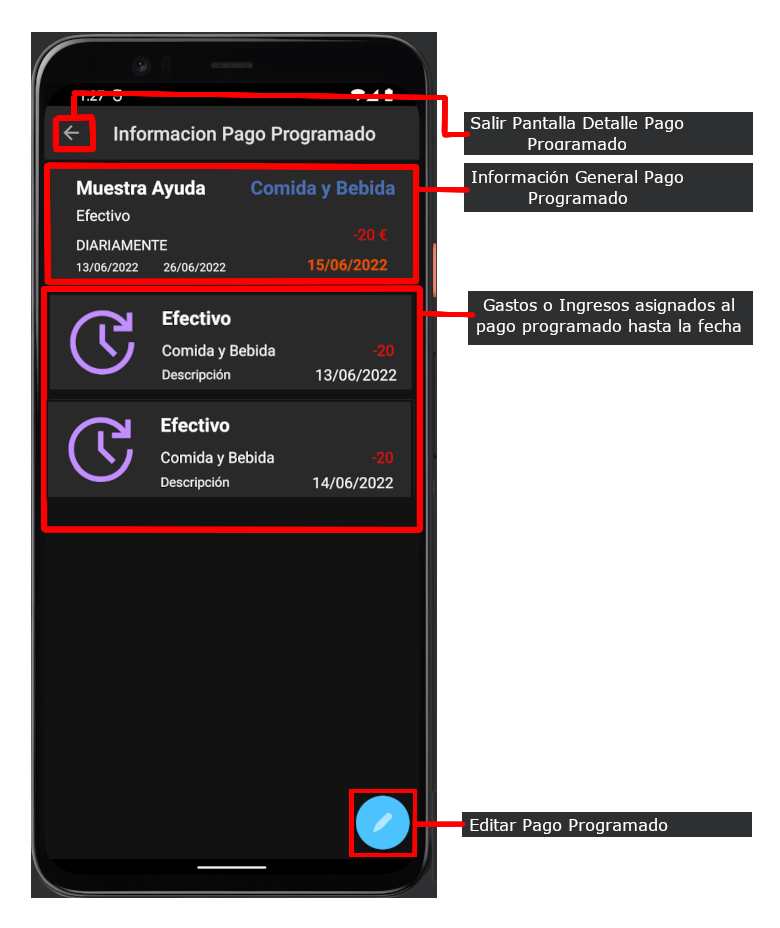 1:27
Informacion Pago Programado
Salir Pantalla Detalle Pago
Programado
Muestra Ayuda Comida y Bebida
Efectivo
-20 €
DIARIAMENTE
13/06/2022 26/06/2022 15/06/2022
Información General Pago
Programado
Efectivo
Comida y Bebida -20
Descripción 13/06/2022
Gastos o Ingresos asignados al
pago programado hasta la fecha
Efectivo
Comida y Bebida -20
Descripción 14/06/2022
Editar Pago Programado